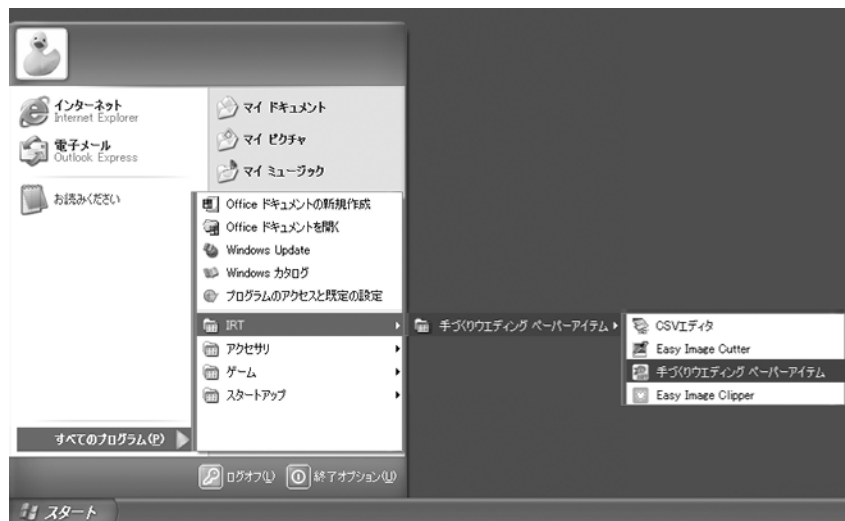 インターネット
Internet Explorer
電子メール
Outlook Express
お読みください
マイ ドキュメント
マイ ピクチャ
マイ ミュージック
Office ドキュメントの新規作成
Office ドキュメントを開く
Windows Update
Windows カタログ
プログラムのアクセスと既定の設定
IRT
アクセサリ
ゲーム
スタートアップ
手づくりウエディング ペーパーアイテム
CSVエディタ
Easy Image Cutter
手づくりウエディング ペーパーアイテム
Easy Image Clipper
すべてのプログラム(P)
ログオフ(L)
終了オプション(U)
スタート